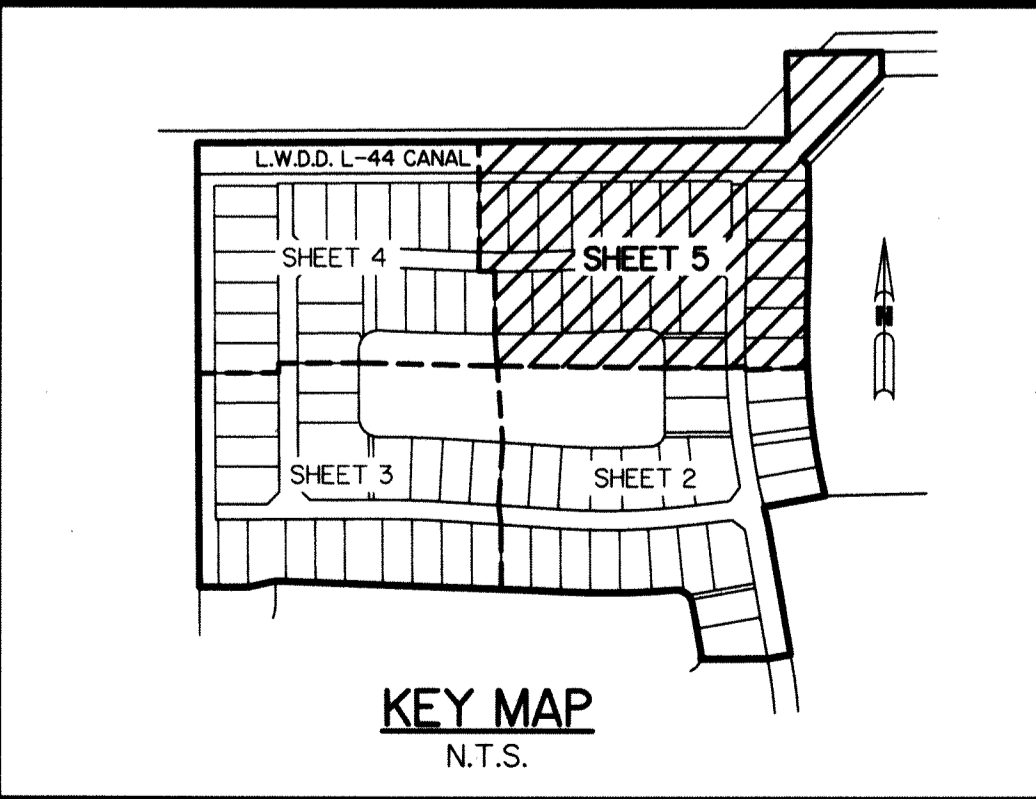 L.W.D.D. L-44 CANAL
SHEET 4
SHEET 5
N
SHEET 3
SHEET 2
KEY MAP
N.T.S.